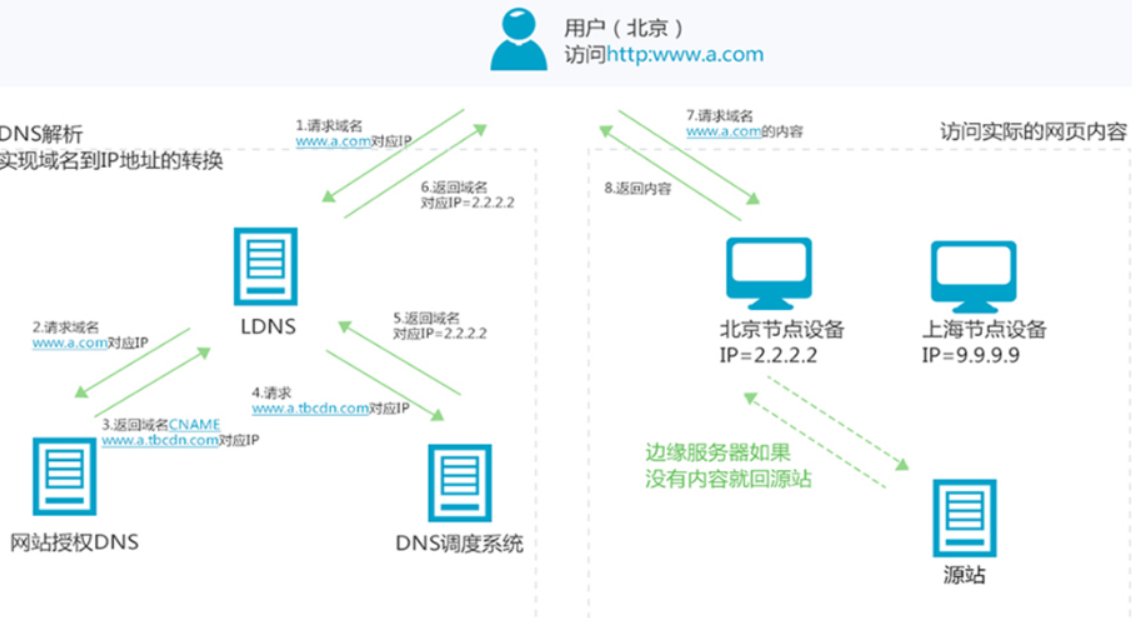 用户（北京）
访问http:www.a.com
DNS解析
实现域名到IP地址的转换
1.请求域名
www.a.com对应IP
6.返回域名
对应IP=2.2.2.2
LDNS
2.请求域名
www.a.com对应IP
3.返回域名CNAME
www.a.tbcdn.com对应IP
5.返回域名
对应IP=2.2.2.2
4.请求
www.a.tbcdn.com对应IP
网站授权DNS
DNS调度系统
访问实际的网页内容
7.请求域名
www.a.com的内容
8.返回内容
北京节点设备
IP=2.2.2.2
上海节点设备
IP=9.9.9.9
边缘服务器如果
没有内容就回源站
源站